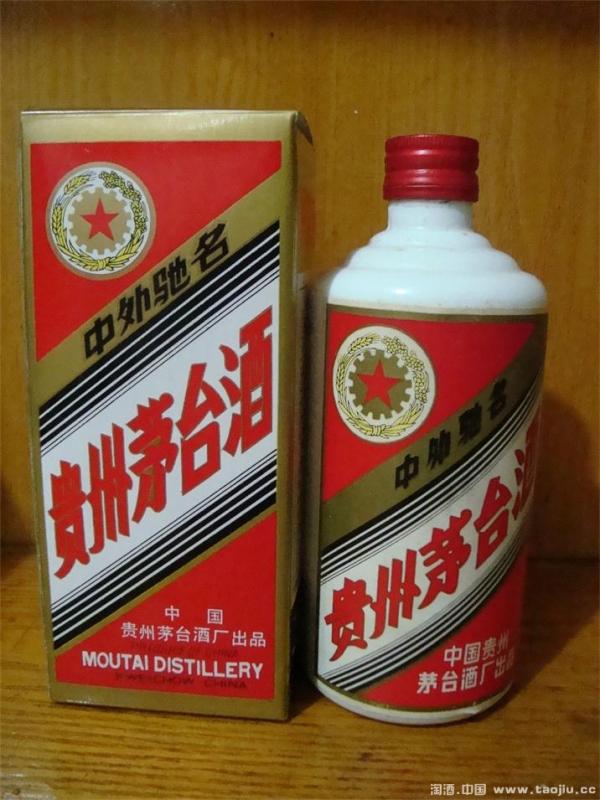 中外驰名
贵州茅台酒
中国
贵州茅台酒厂出品
MOUTAI DISTILLERY
KWEICHOW CHINA
中外驰名
贵州茅台酒
中国贵州
茅台酒厂出品
淘酒.中国 www.taojiu.cc